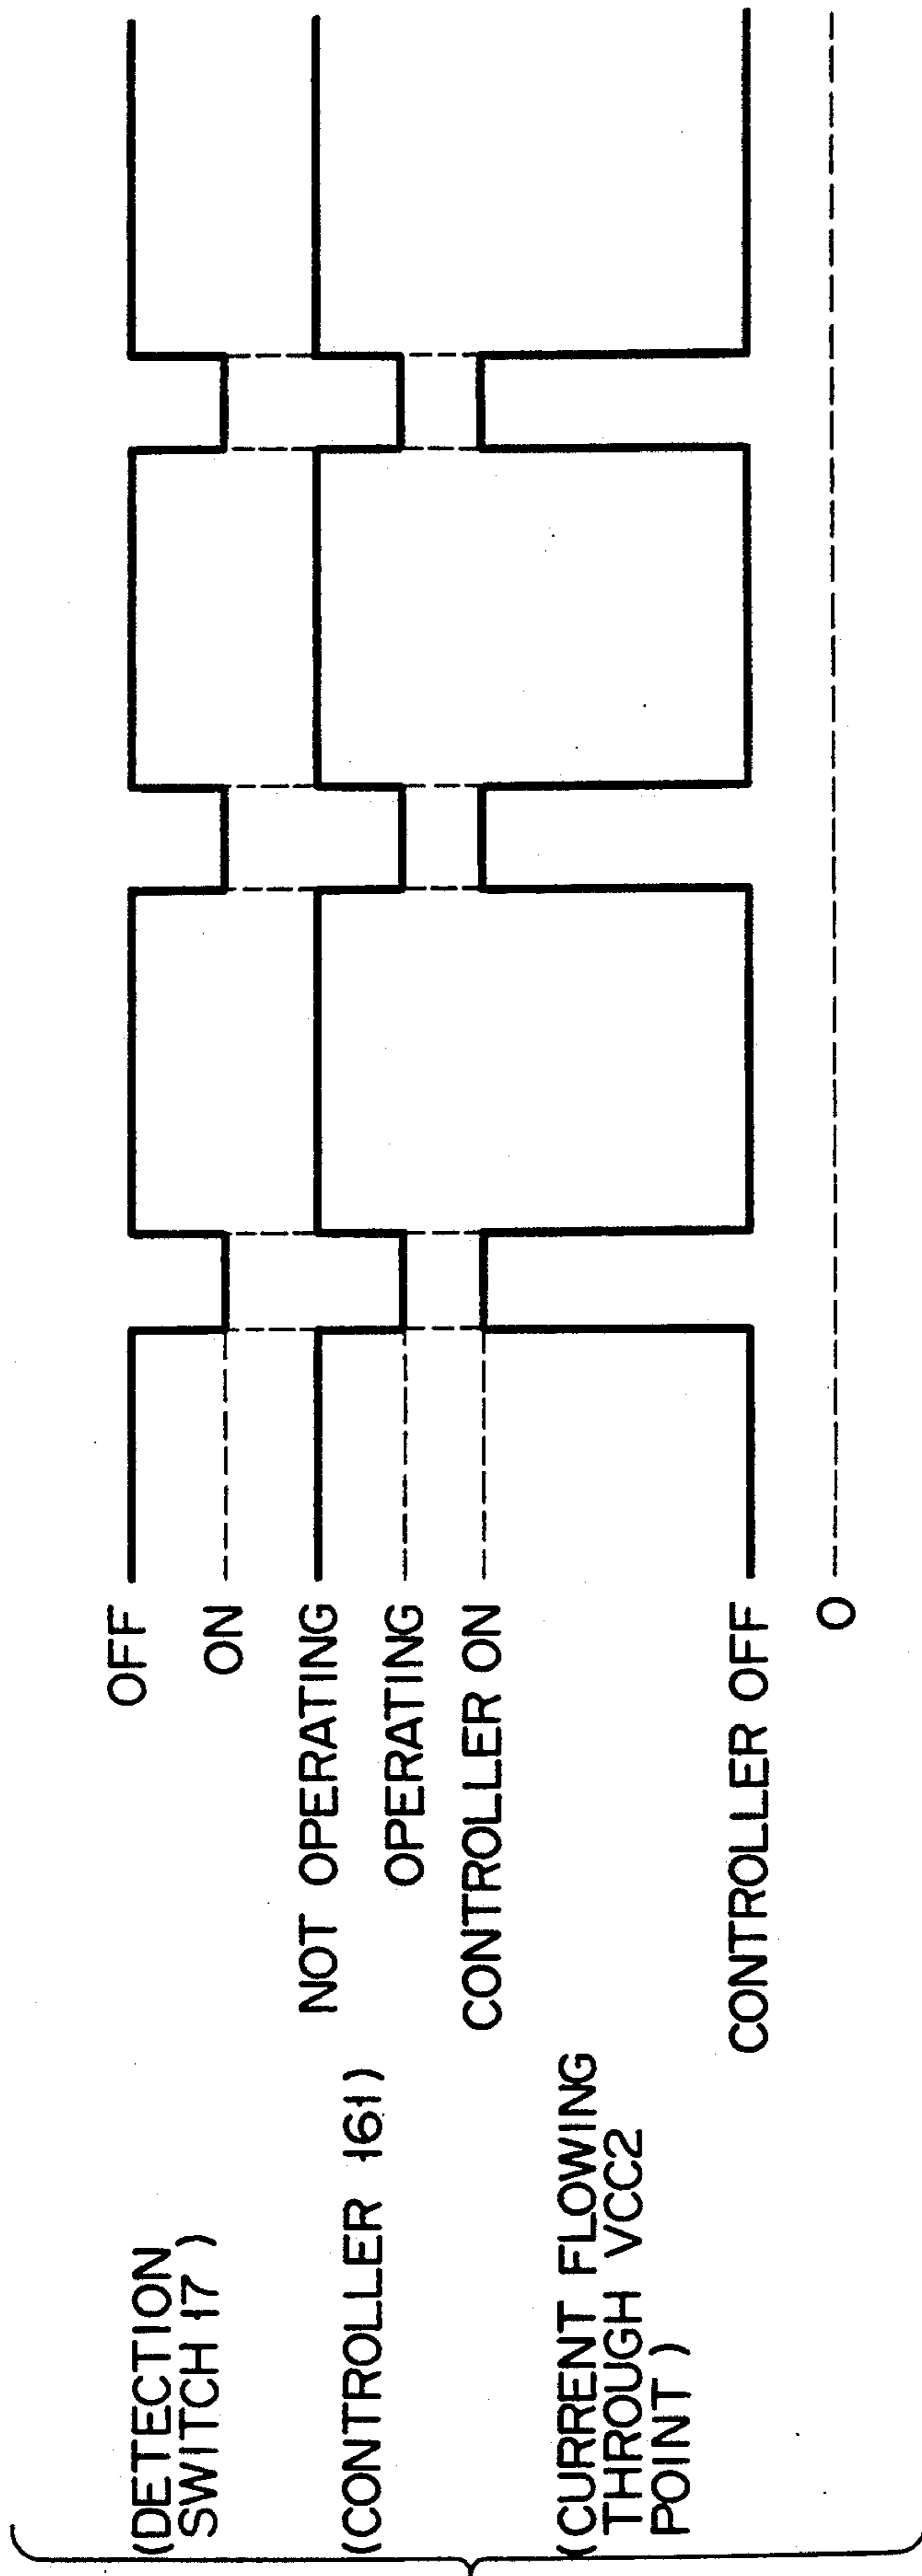 (DETECTION
SWITCH 17)
OFF
ON
(CONTROLLER 161)
NOT OPERATING
OPERATING
(CURRENT FLOWING
THROUGH VCC2
POINT)
CONTROLLER ON
CONTROLLER OFF
0